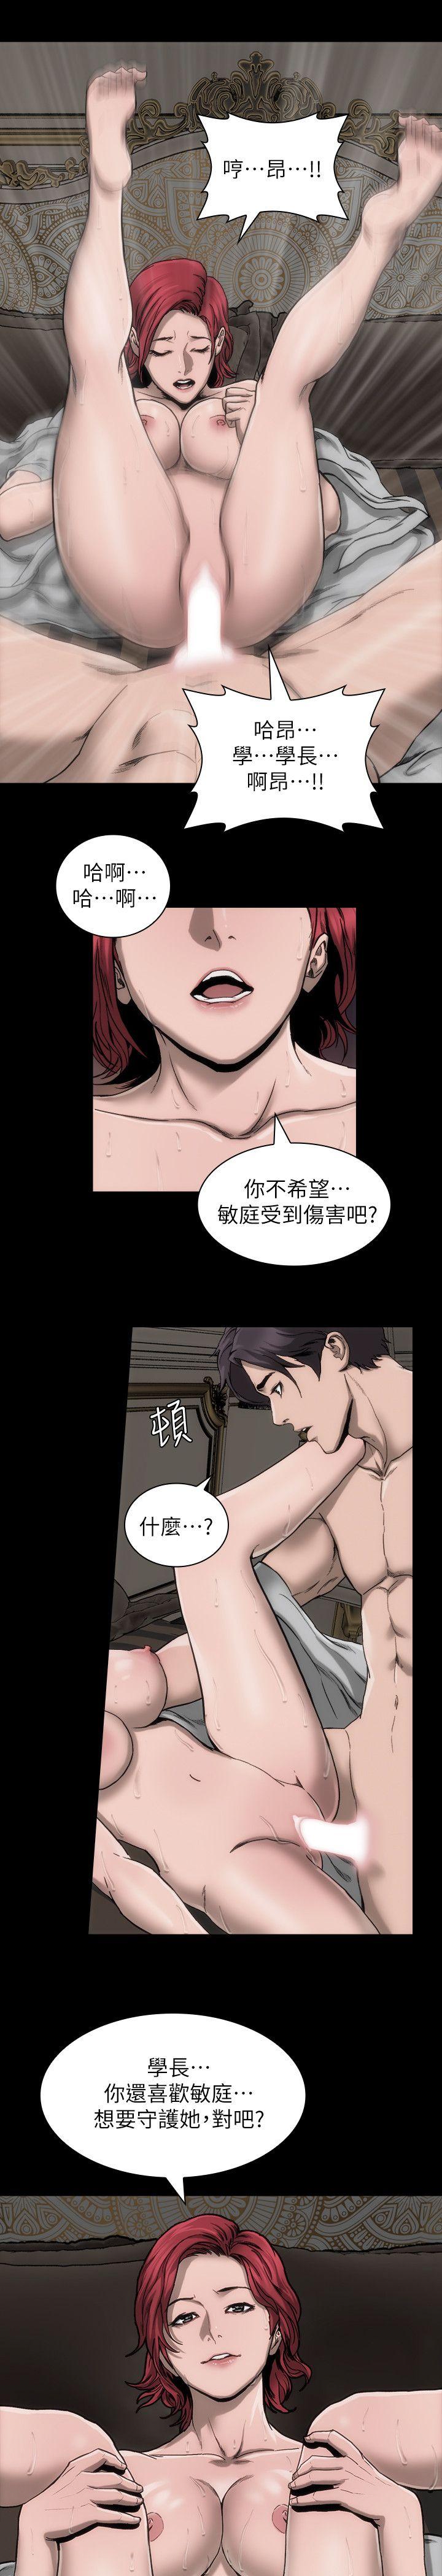 哼⋯昂⋯!!
哈昂⋯
學⋯學長⋯
啊昂⋯!!
哈啊⋯
哈⋯啊⋯
你不希望⋯
敏庭受到傷害吧?
頓
什麼⋯?
學長⋯
你還喜歡敏庭⋯
想要守護她,對吧?